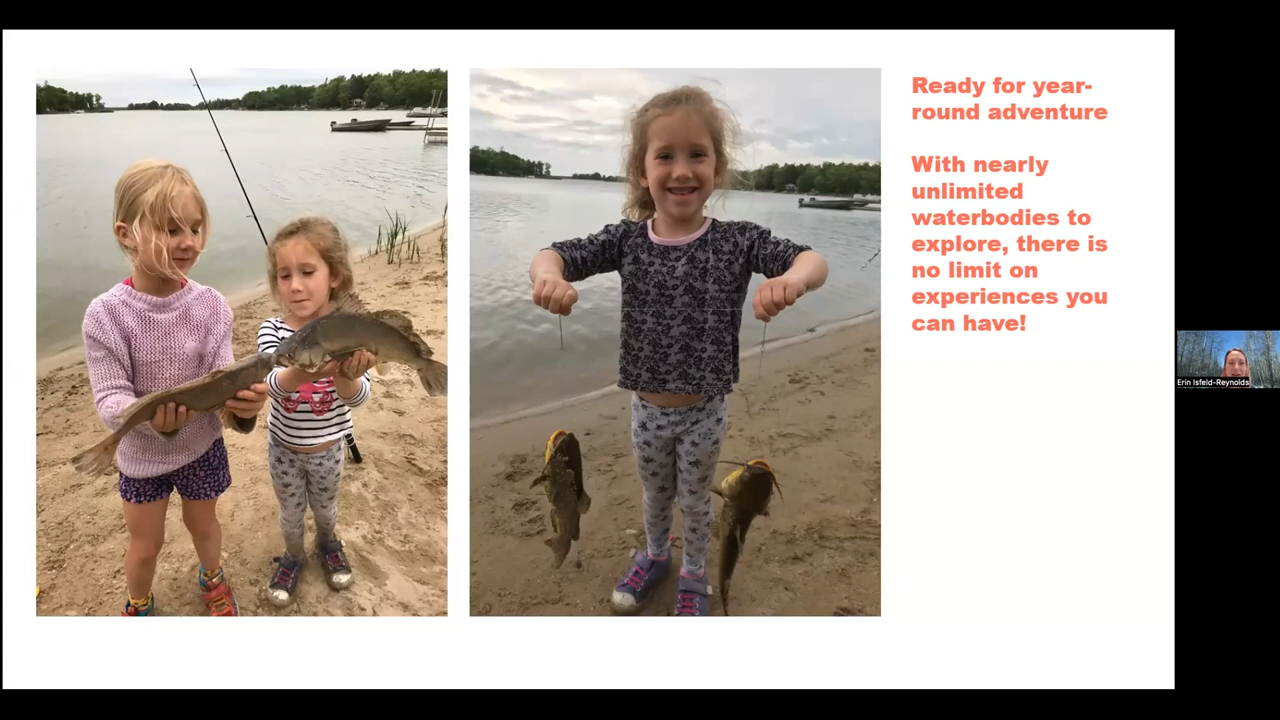 Ready for year-
round adventure
With nearly
unlimited
waterbodies to
explore, there is
no limit on
experiences you
can have!
Erin Isfeld-Reynolds